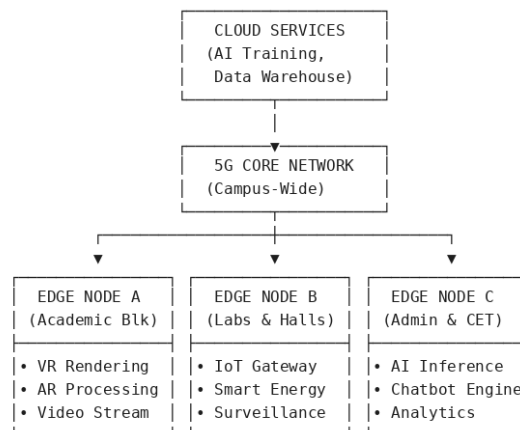 CLOUD SERVICES
(AI Training,
Data Warehouse)
5G CORE NETWORK
(Campus-Wide)
EDGE NODE A
(Academic Blk)
• VR Rendering
• AR Processing
• Video Stream
EDGE NODE B
(Labs & Halls)
• IoT Gateway
• Smart Energy
• Surveillance
EDGE NODE C
(Admin & CET)
• AI Inference
• Chatbot Engine
• Analytics